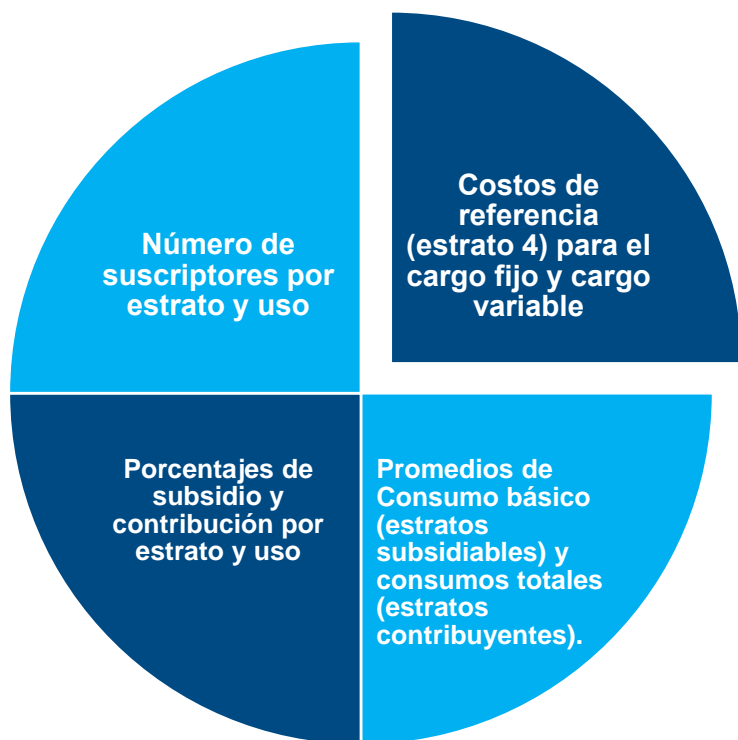 Número de
suscriptores por
estrato y uso
Costos de
referencia
(estrato 4) para el
cargo fijo y cargo
variable
Porcentajes de
subsidio y
contribución por
estrato y uso
Promedios de
Consumo básico
(estratos
subsidiables) y
consumos totales
(estratos
contribuyentes).